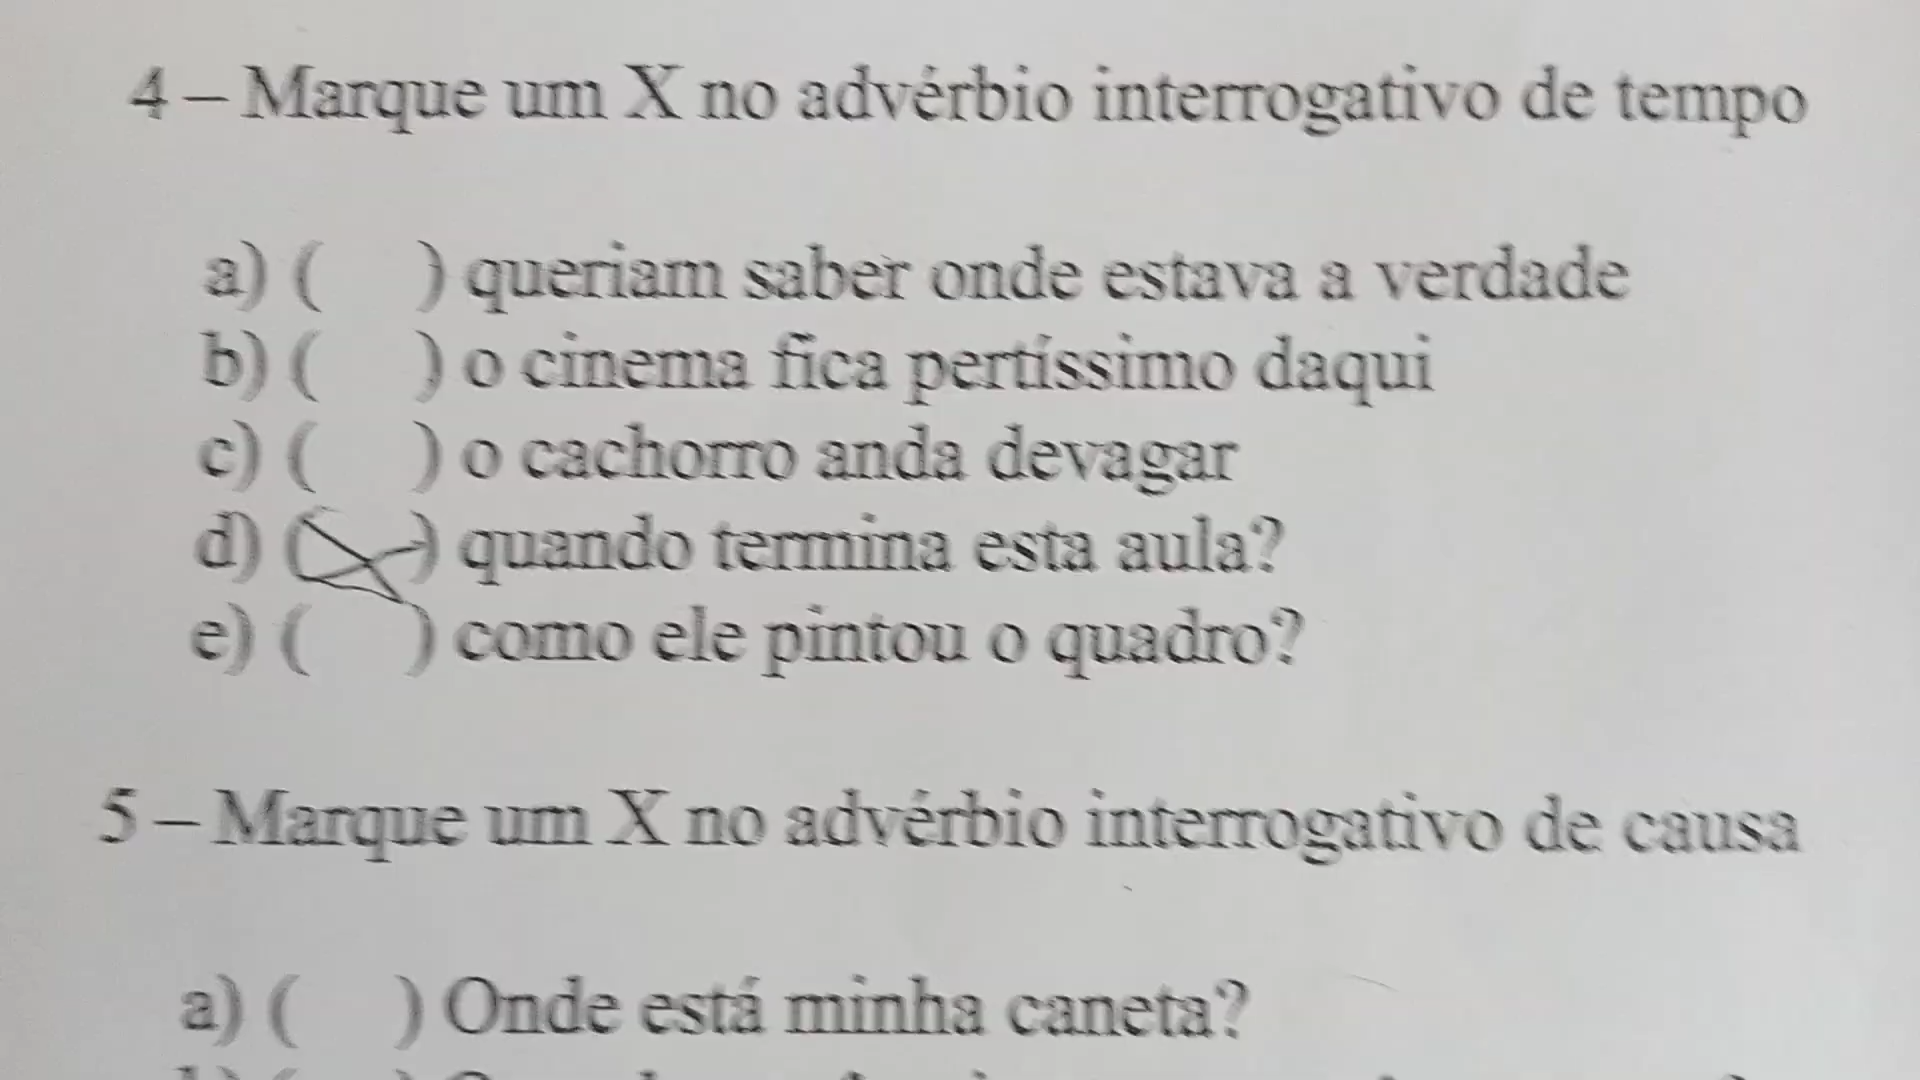 4 – Marque um X no advérbio interrogativo de tempo
a) ( ) queriam saber onde estava a verdade
b) ( ) o cinema fica pertíssimo daqui
c) ( ) o cachorro anda devagar
d) (X) quando termina esta aula?
e) ( ) como ele pintou o quadro?
5 – Marque um X no advérbio interrogativo de causa
a) ( ) Onde está minha caneta?